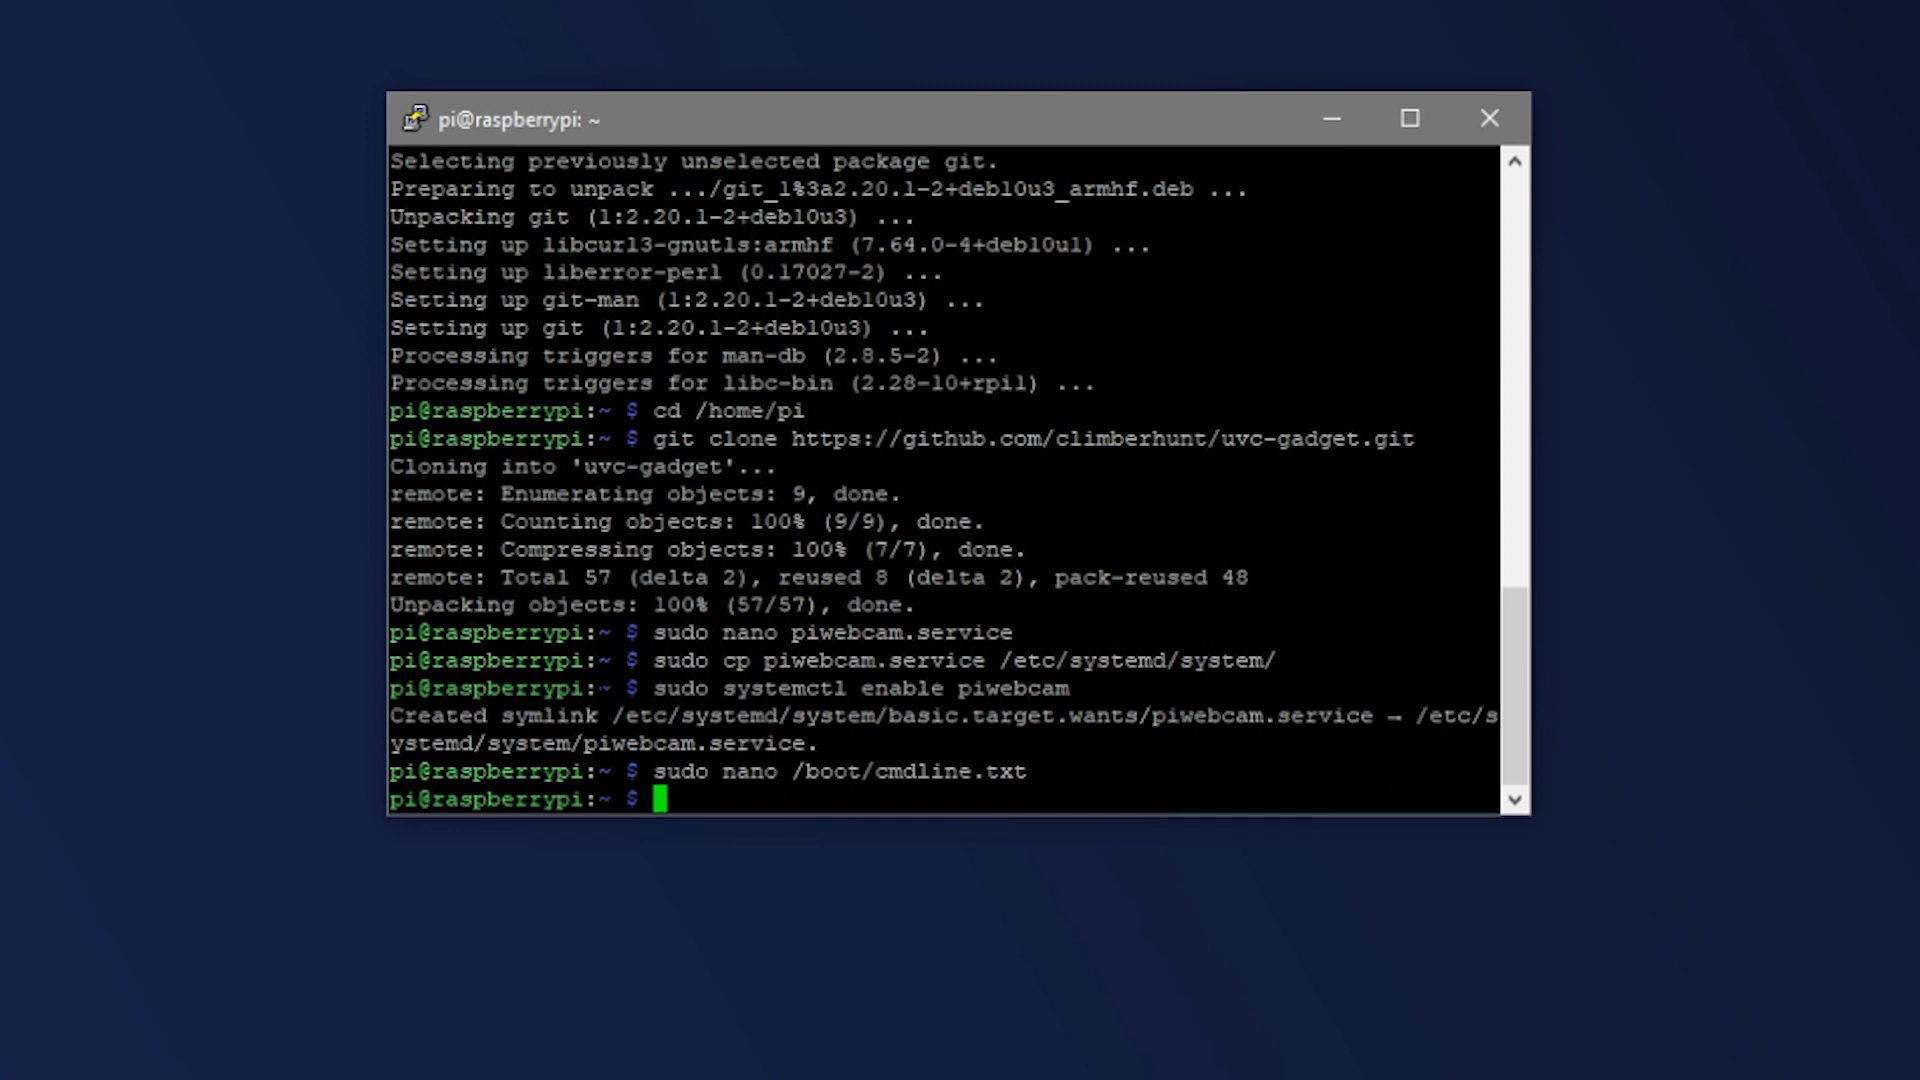 pi@raspberrypi: ~
Selecting previously unselected package git.
Preparing to unpack .../git_1%3a2.20.1-2+deb10u3_armhf.deb ...
Unpacking git (1:2.20.1-2+deb10u3) ...
Setting up libcurl3-gnutls:armhf (7.64.0-4+deb10u1) ...
Setting up liberror-perl (0.17027-2) ...
Setting up git-man (1:2.20.1-2+deb10u3) ...
Setting up git (1:2.20.1-2+deb10u3) ...
Processing triggers for man-db (2.8.5-2) ...
Processing triggers for libc-bin (2.28-10+rpi1) ...
pi@raspberrypi:~ $ cd /home/pi
pi@raspberrypi:~ $ git clone https://github.com/climberhunt/uvc-gadget.git
Cloning into 'uvc-gadget'...
remote: Enumerating objects: 9, done.
remote: Counting objects: 100% (9/9), done.
remote: Compressing objects: 100% (7/7), done.
remote: Total 57 (delta 2), reused 8 (delta 2), pack-reused 48
Unpacking objects: 100% (57/57), done.
pi@raspberrypi:~ $ sudo nano piwebcam.service
pi@raspberrypi:~ $ sudo cp piwebcam.service /etc/systemd/system/
pi@raspberrypi:~ $ sudo systemctl enable piwebcam
Created symlink /etc/systemd/system/basic.target.wants/piwebcam.service → /etc/s
ystemd/system/piwebcam.service.
pi@raspberrypi:~ $ sudo nano /boot/cmdline.txt
pi@raspberrypi:~ $